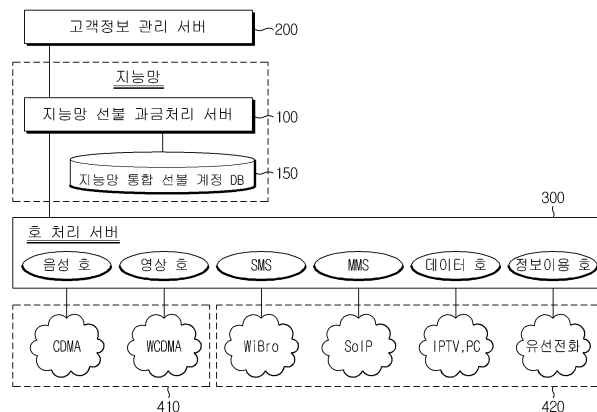 고객정보 관리 서버
200
지능망
지능망 선불 과금처리 서버
100
지능망 통합 선불 계정 DB
150
300
호 처리 서버
음성 호
영상 호
SMS
MMS
데이터 호
정보이용 호
CDMA
WCDMA
WiBro
SoIP
IPTV,PC
유선전화
410
420